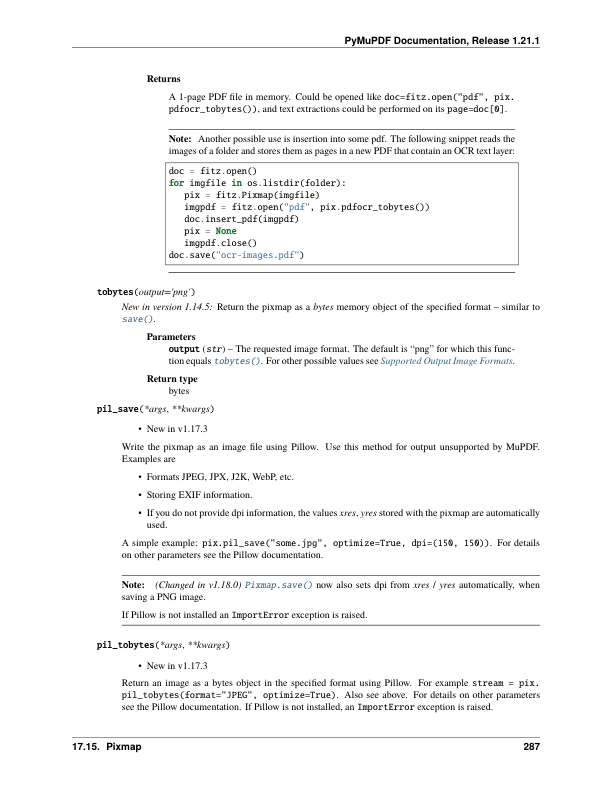 PyMuPDF Documentation, Release 1.21.1
Returns
A 1-page PDF file in memory. Could be opened like doc=fitz.open("pdf", pix.
pdfocr_tobytes()), and text extractions could be performed on its page=doc[0].
Note: Another possible use is insertion into some pdf. The following snippet reads the
images of a folder and stores them as pages in a new PDF that contain an OCR text layer:
doc = fitz.open()
for imgfile in os.listdir(folder):
    pix = fitz.Pixmap(imgfile)
    imgpdf = fitz.open("pdf", pix.pdfocr_tobytes())
    doc.insert_pdf(imgpdf)
    pix = None
    imgpdf.close()
doc.save("ocr-images.pdf")
tobytes(output='png')
New in version 1.14.5: Return the pixmap as a bytes memory object of the specified format – similar to
save().
Parameters
output (str) – The requested image format. The default is “png” for which this func-
tion equals tobytes(). For other possible values see Supported Output Image Formats.
Return type
bytes
pil_save(*args, **kwargs)
• New in v1.17.3
Write the pixmap as an image file using Pillow. Use this method for output unsupported by MuPDF.
Examples are
• Formats JPEG, JPX, J2K, WebP, etc.
• Storing EXIF information.
• If you do not provide dpi information, the values xres, yres stored with the pixmap are automatically
used.
A simple example: pix.pil_save("some.jpg", optimize=True, dpi=(150, 150)). For details
on other parameters see the Pillow documentation.
Note: (Changed in v1.18.0) Pixmap.save() now also sets dpi from xres / yres automatically, when
saving a PNG image.
If Pillow is not installed an ImportError exception is raised.
pil_tobytes(*args, **kwargs)
• New in v1.17.3
Return an image as a bytes object in the specified format using Pillow. For example stream = pix.
pil_tobytes(format="JPEG", optimize=True). Also see above. For details on other parameters
see the Pillow documentation. If Pillow is not installed, an ImportError exception is raised.
17.15. Pixmap 287